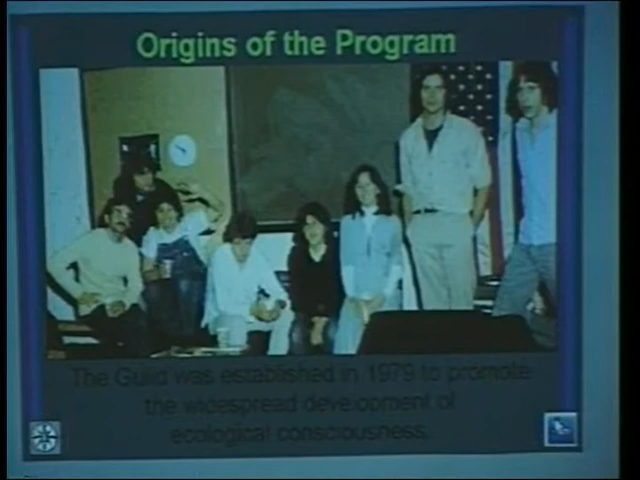 Origins of the Program
The Guild was established in 1979 to promote
the widespread development of
ecological consciousness.